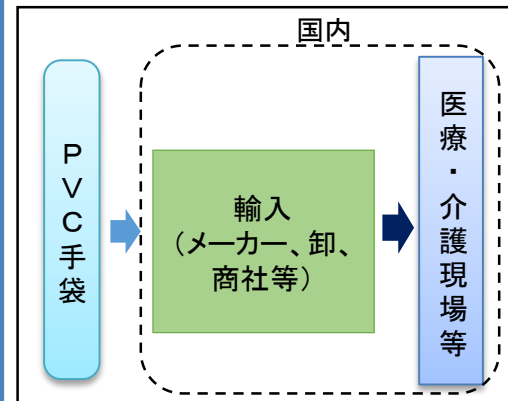 国内
PVC手袋
輸入
（メーカー、卸、
商社等）
医療・介護現場等